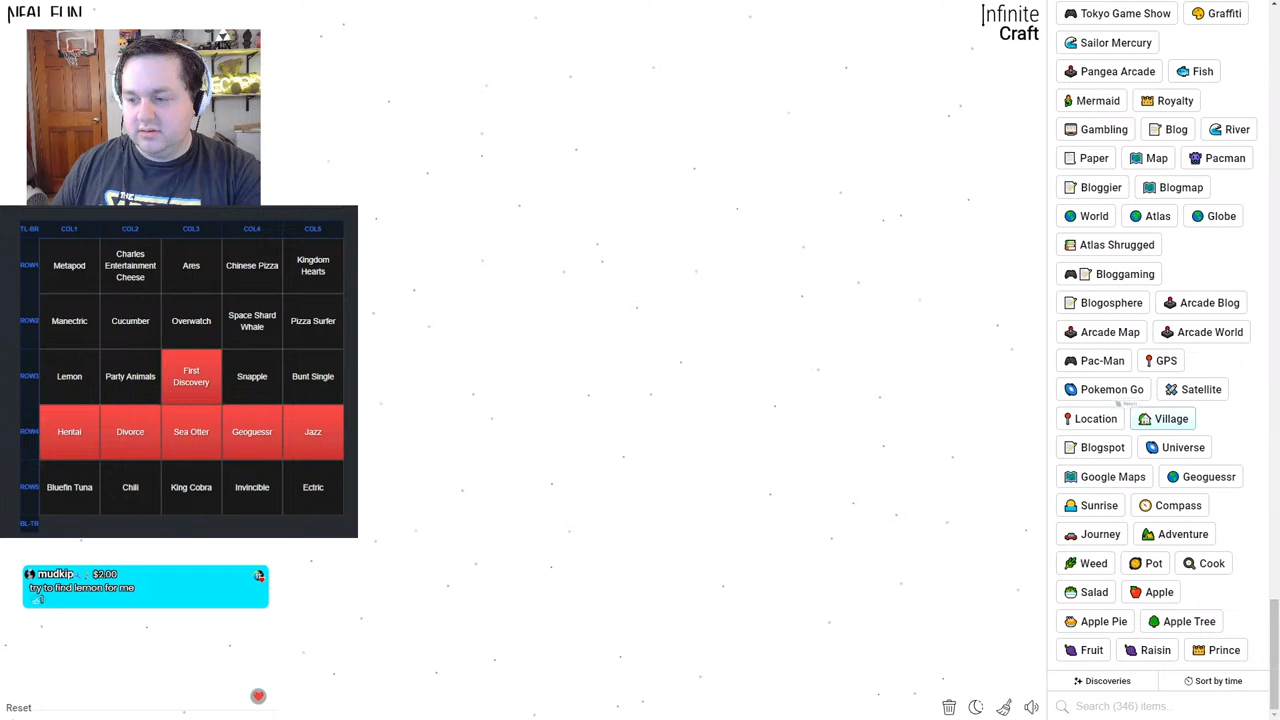 NEAL.FUN
Infinite
Craft
THE
TL-BR COL1 COL2 COL3 COL4 COL5
ROW1 Metapod Charles Entertainment Cheese Ares Chinese Pizza Kingdom Hearts
ROW2 Manectric Cucumber Overwatch Space Shard Whale Pizza Surfer
ROW3 Lemon Party Animals First Discovery Snapple Bunt Single
ROW4 Hentai Divorce Sea Otter Geoguessr Jazz
ROW5 Bluefin Tuna Chili King Cobra Invincible Ectric
BL-TR
mudkip $2.00
try to find lemon for me
1
Reset
Tokyo Game Show Graffiti
Sailor Mercury
Pangea Arcade Fish
Mermaid Royalty
Gambling Blog River
Paper Map Pacman
Bloggier Blogmap
World Atlas Globe
Atlas Shrugged
Bloggaming
Blogosphere Arcade Blog
Arcade Map Arcade World
Pac-Man GPS
Pokemon Go Satellite
Location Village
Blogspot Universe
Google Maps Geoguessr
Sunrise Compass
Journey Adventure
Weed Pot Cook
Salad Apple
Apple Pie Apple Tree
Fruit Raisin Prince
Discoveries Sort by time
Search (346) items...